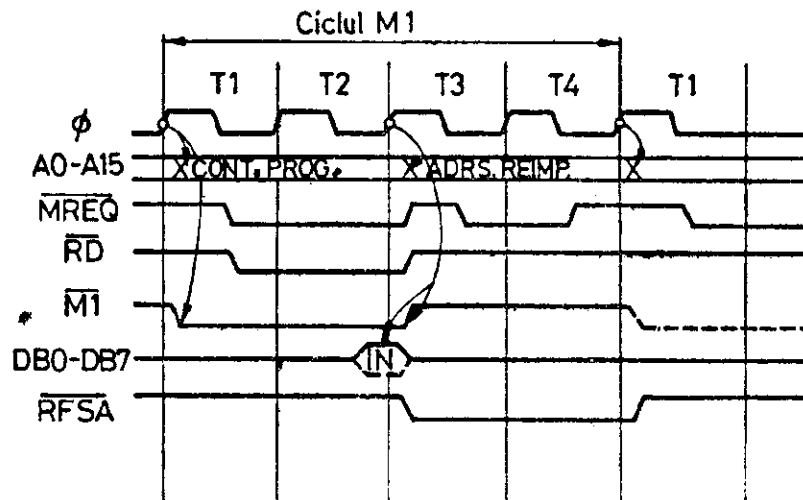 Ciclul M1
T1 T2 T3 T4 T1
ϕ
A0-A15 X CONT. PROG. X ADRS. REIMP. X
MREQ
RD
M1
DB0-DB7 IN
RFSA